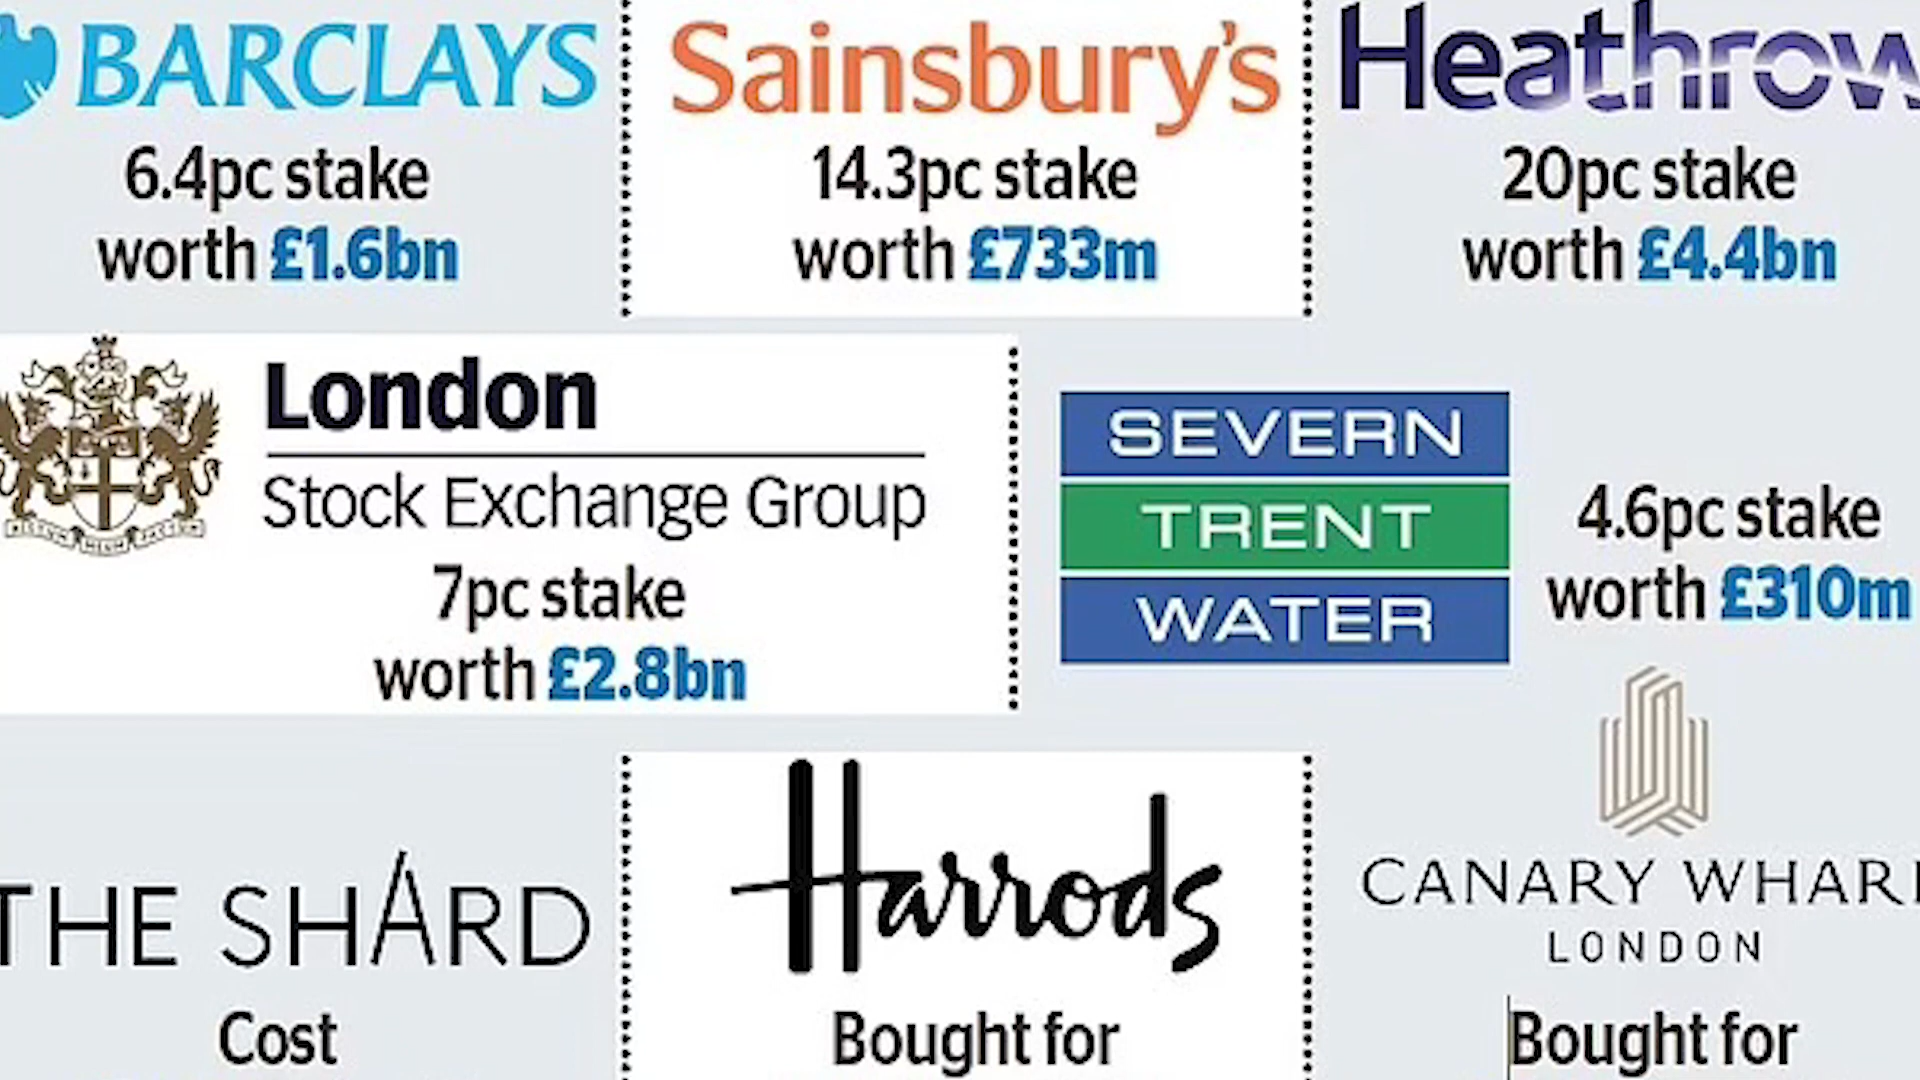 BARCLAYS
6.4pc stake
worth £1.6bn
Sainsbury's
14.3pc stake
worth £733m
Heathrow
20pc stake
worth £4.4bn
London
Stock Exchange Group
7pc stake
worth £2.8bn
SEVERN
TRENT
WATER
4.6pc stake
worth £310m
THE SHARD
Cost
Harrods
Bought for
CANARY WHARF
LONDON
Bought for